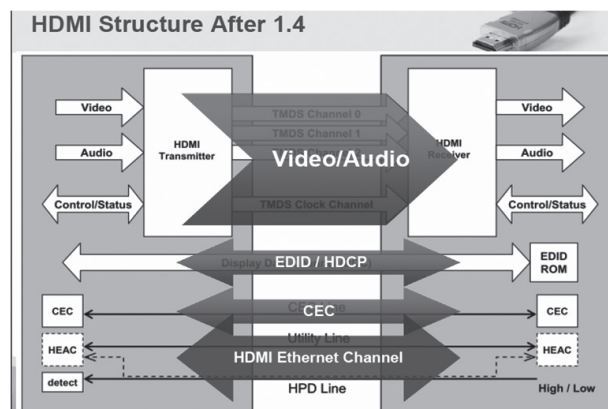 HDMI Structure After 1.4
Video
Audio
Control/Status
HDMI
Transmitter
TMDS Channel 0
TMDS Channel 1
Video/Audio
TMDS Clock Channel
HDMI
Receiver
Video
Audio
Control/Status
Display
EDID / HDCP
EDID
ROM
CEC
CEC
Line
CEC
Utility Line
HEAC
HDMI Ethernet Channel
HEAC
detect
HPD Line
High / Low